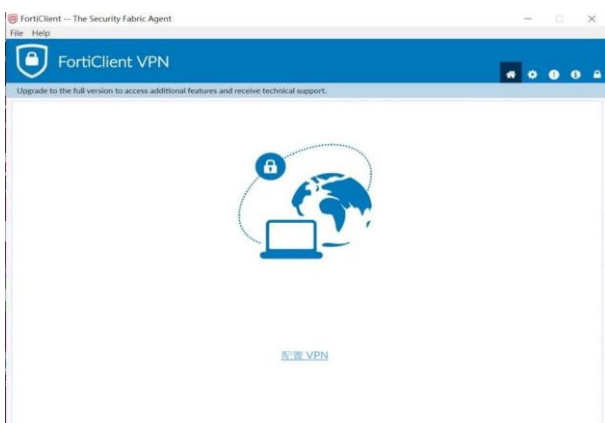 FortiClient -- The Security Fabric Agent
File Help
FortiClient VPN
Upgrade to the full version to access additional features and receive technical support.
配置 VPN